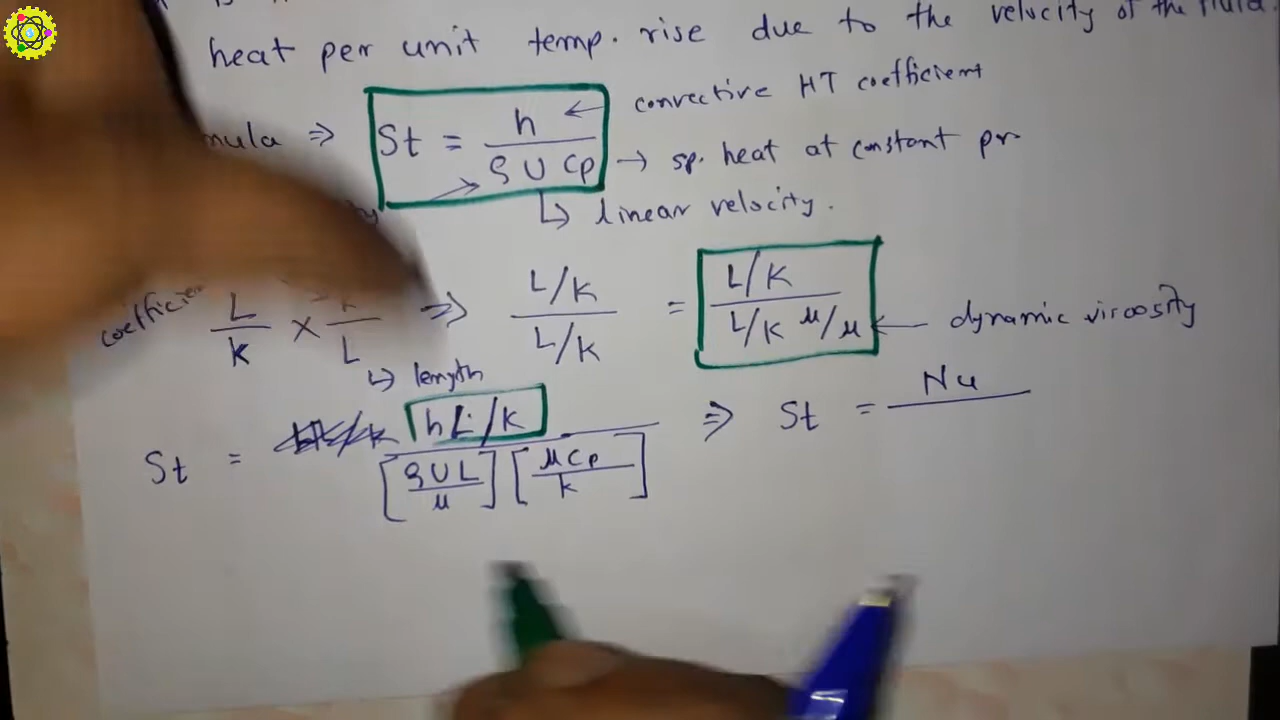 heat per unit temp. rise due to the velocity of the fluid.
⇒ St = h / ρ U Cp ← convective HT coefficient
→ sp. heat at constant pr
↳ linear velocity.
L/k × ⇒ L/K / L/K = L/K / L/K μ/μ ← dynamic viscosity
↳ length
St = hL/K / [ρUL/μ] [μCp/k] ⇒ St = Nu